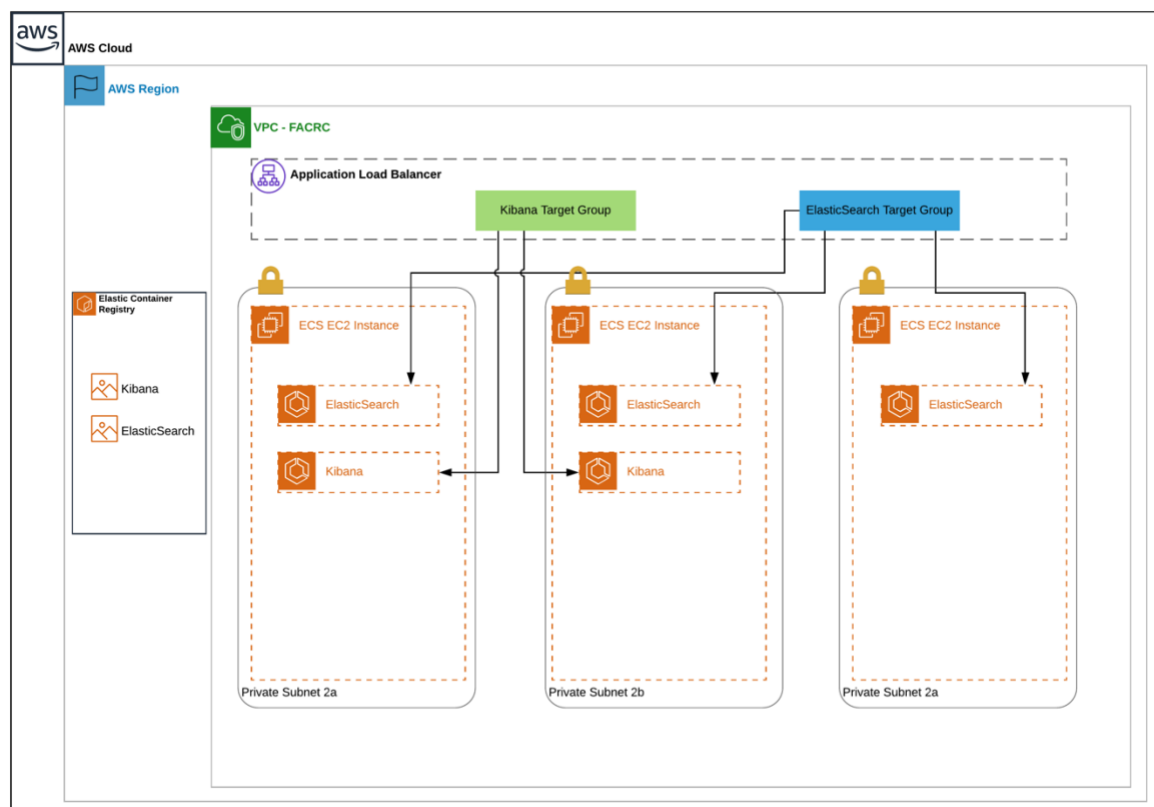 aws
AWS Cloud
AWS Region
VPC - FACRC
Application Load Balancer
Kibana Target Group
ElasticSearch Target Group
Elastic Container
Registry
Kibana
ElasticSearch
ECS EC2 Instance
ElasticSearch
Kibana
Private Subnet 2a
ECS EC2 Instance
ElasticSearch
Kibana
Private Subnet 2b
ECS EC2 Instance
ElasticSearch
Private Subnet 2a